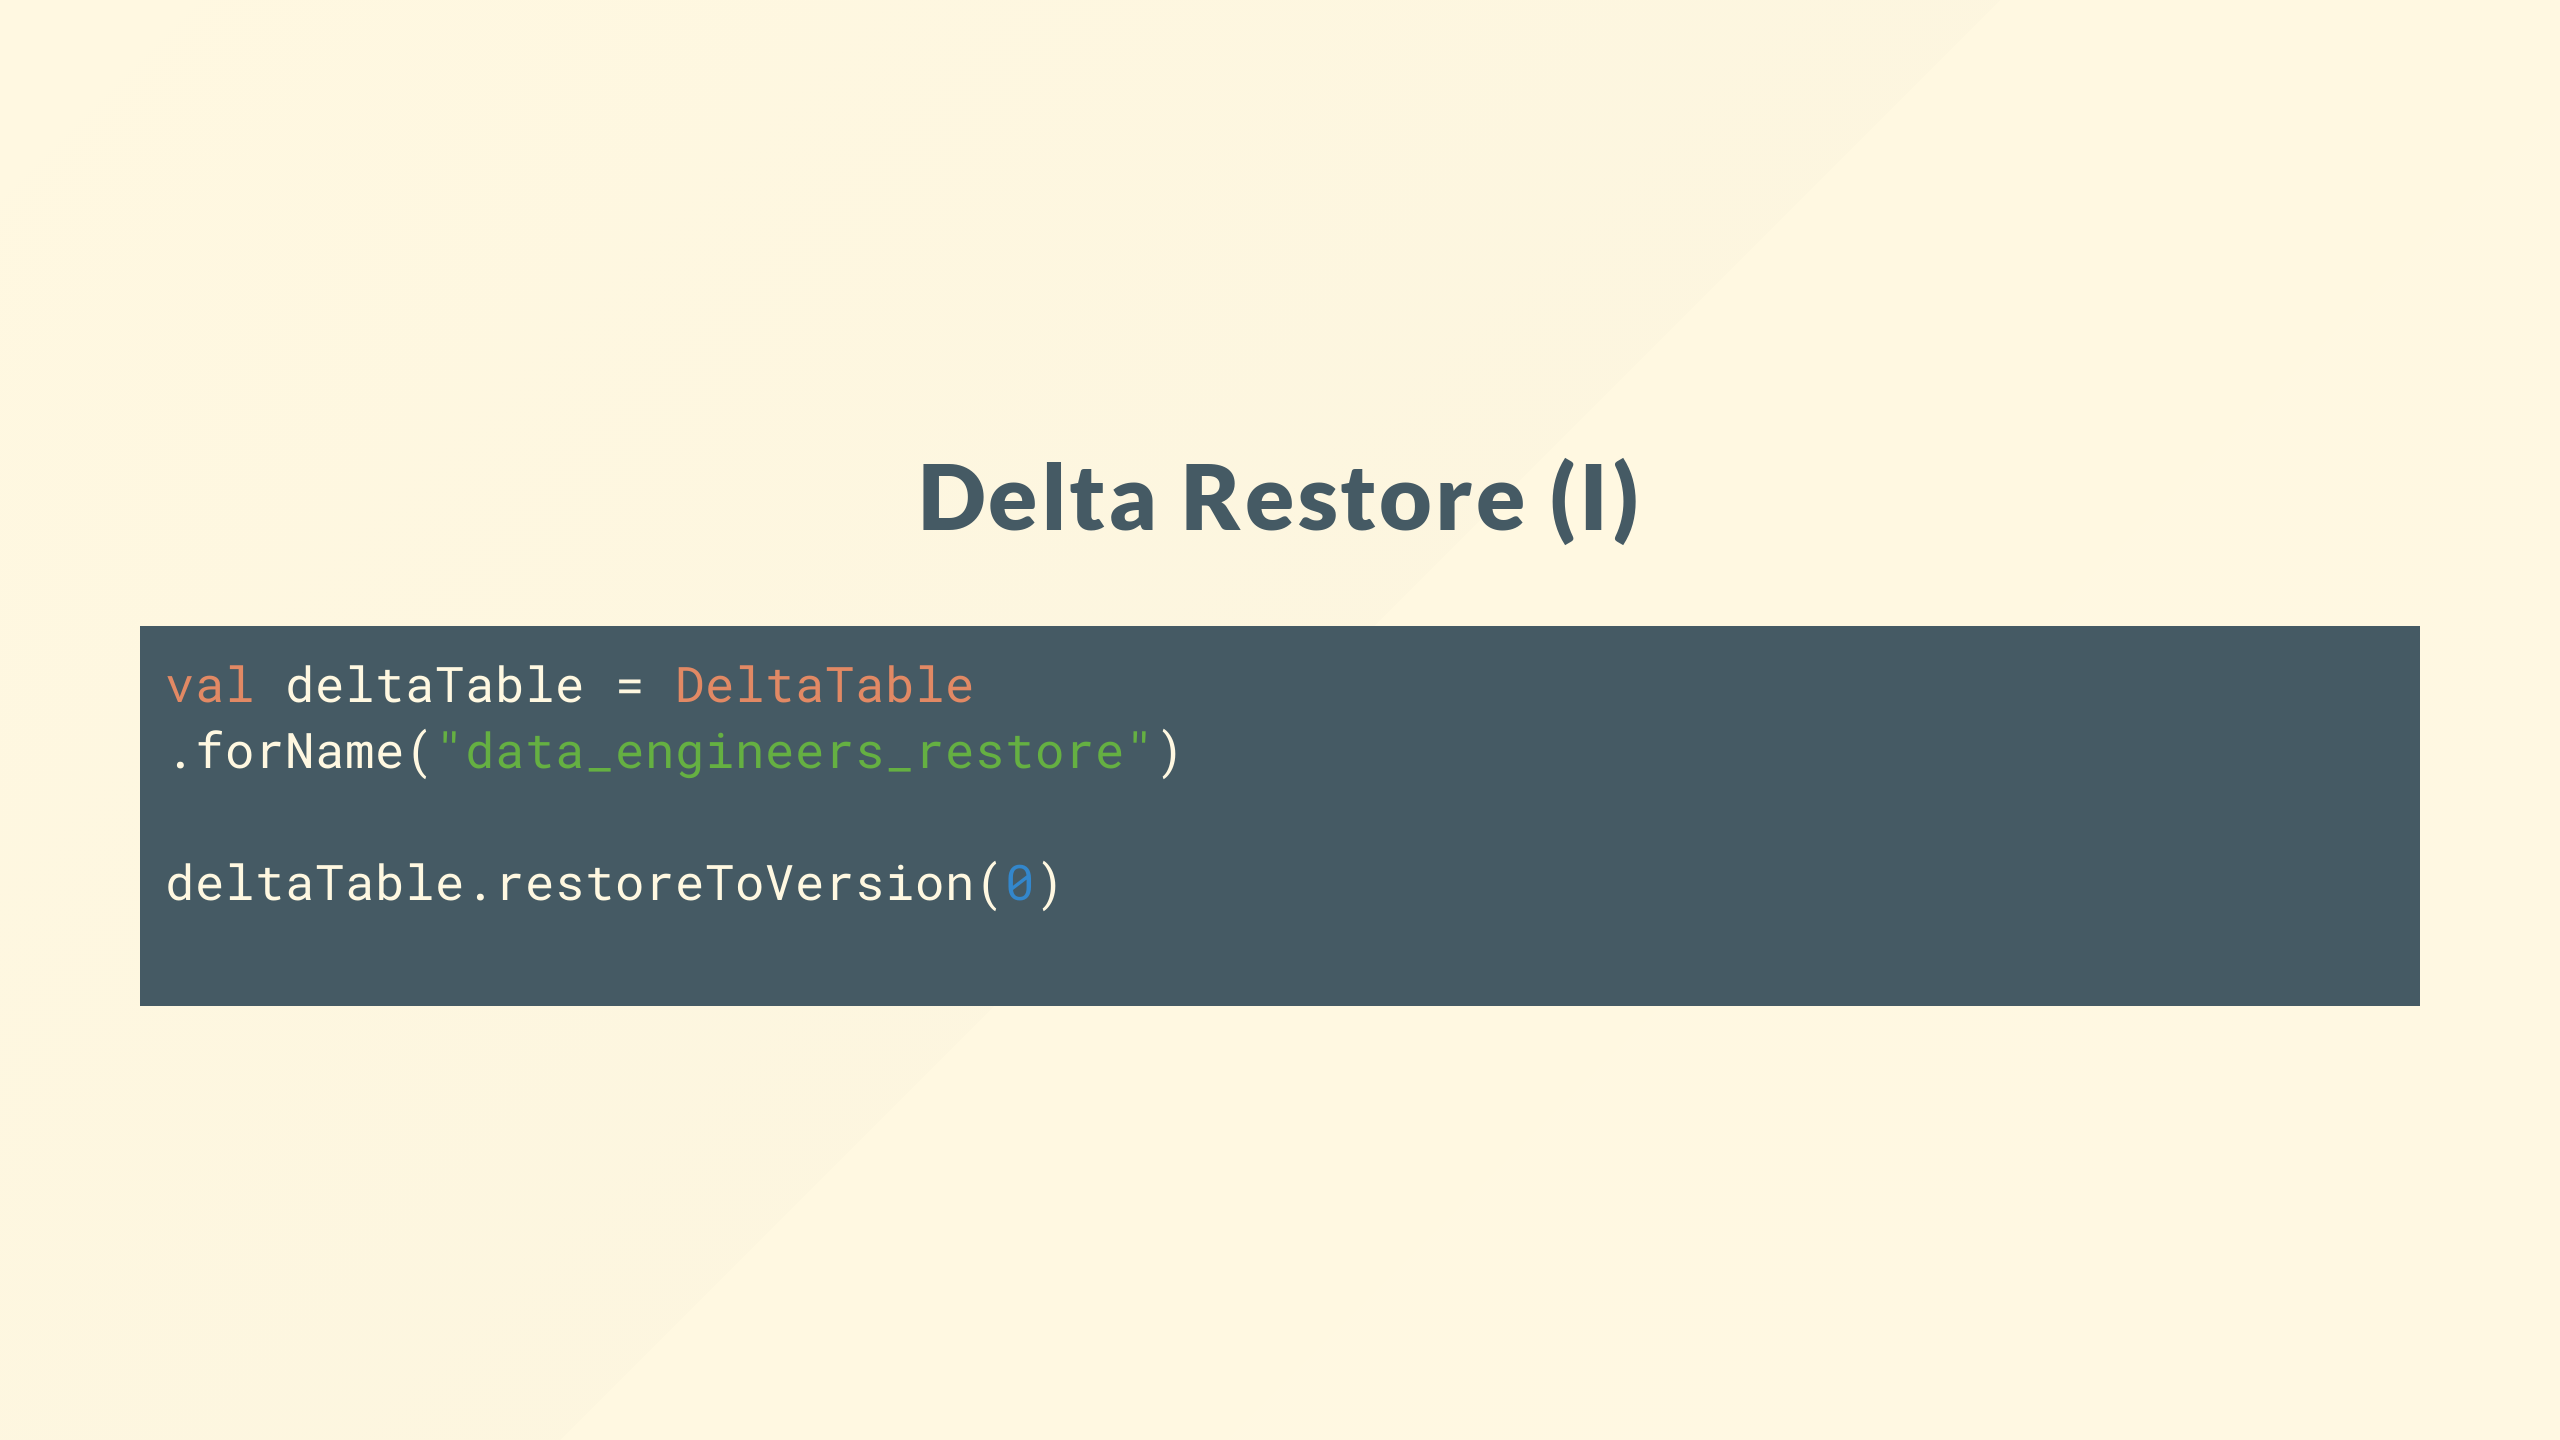 Delta Restore (I)
val deltaTable = DeltaTable
.forName("data_engineers_restore")
deltaTable.restoreToVersion(0)